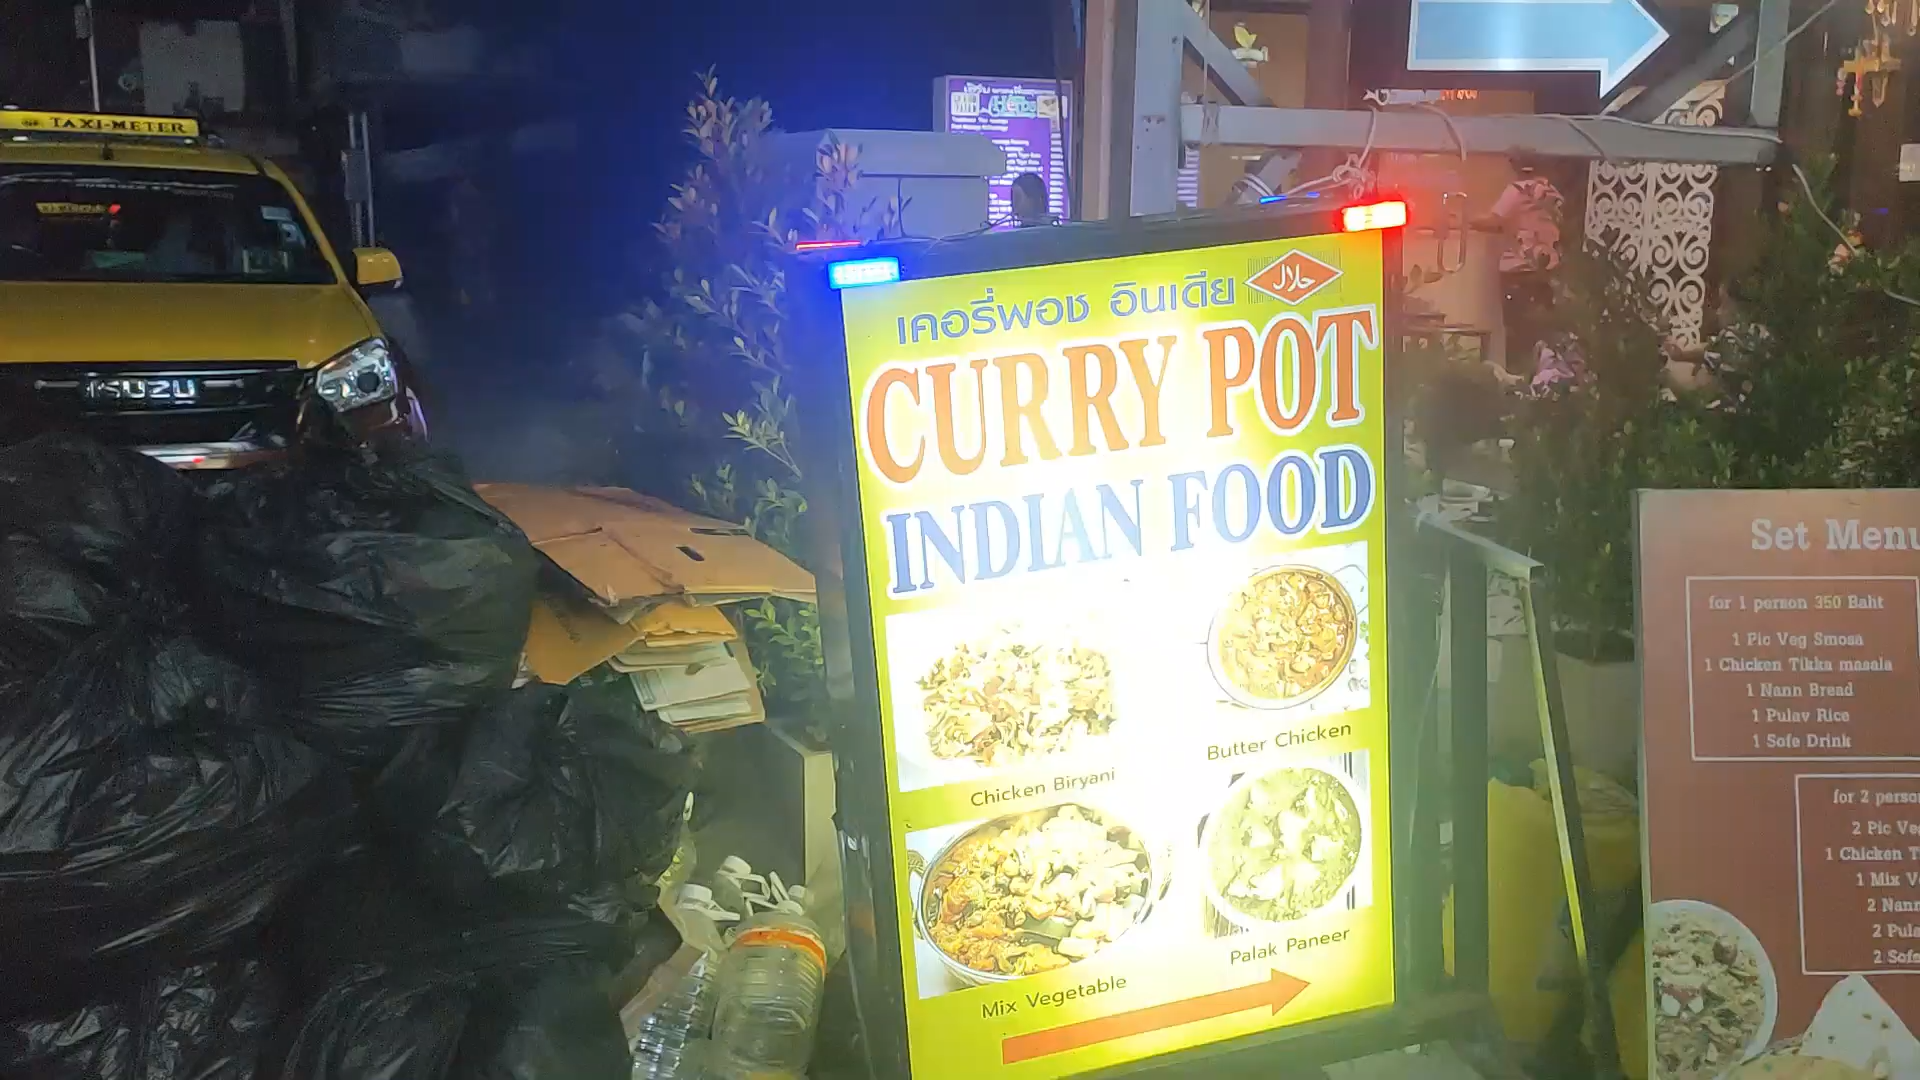 TAXI-METER
ISUZU
Herbs
เคอรี่พอช อินเดีย
حلال
CURRY POT
INDIAN FOOD
Chicken Biryani
Butter Chicken
Mix Vegetable
Palak Paneer
Set Menu
for 1 person 350 Baht
1 Pic Veg Smosa
1 Chicken Tikka masala
1 Nann Bread
1 Pulav Rice
1 Sofe Drink
for 2 person
2 Pic Veg
1 Chicken T
1 Mix V
2 Nann
2 Pula
2 Sofe